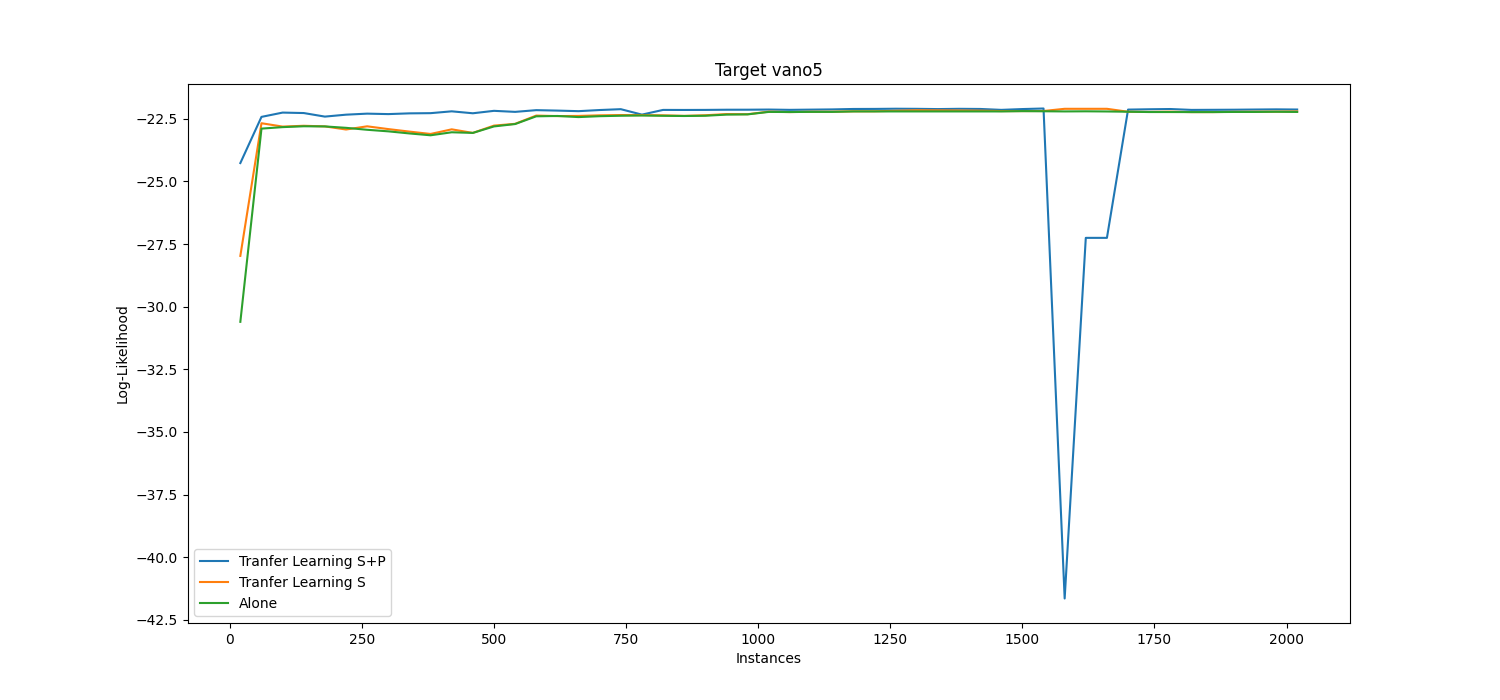 Target vano5
Log-Likelihood
−22.5
−25.0
−27.5
−30.0
−32.5
−35.0
−37.5
−40.0
−42.5
Tranfer Learning S+P
Tranfer Learning S
Alone
0 250 500 750 1000 1250 1500 1750 2000
Instances